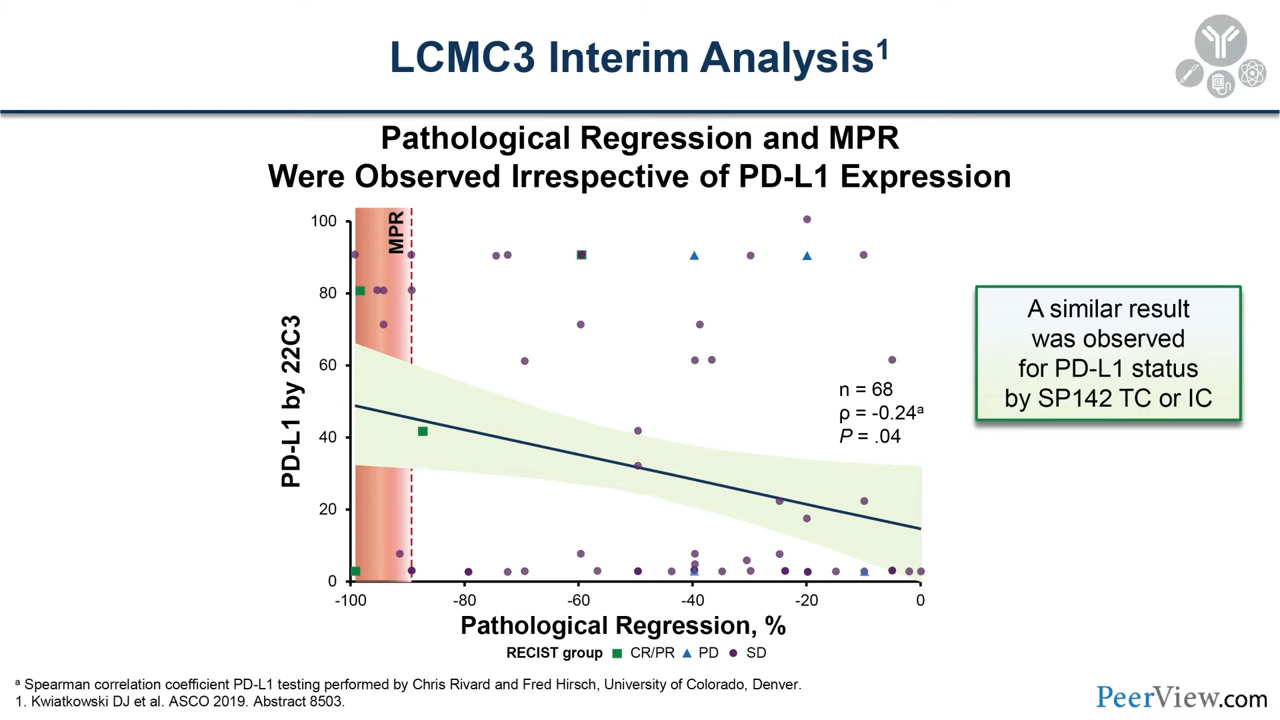 LCMC3 Interim Analysis¹
Pathological Regression and MPR
Were Observed Irrespective of PD-L1 Expression
MPR
PD-L1 by 22C3
100
80
60
40
20
0
-100
-80
-60
-40
-20
0
Pathological Regression, %
RECIST group CR/PR PD SD
n = 68
ρ = -0.24ᵃ
P = .04
A similar result
was observed
for PD-L1 status
by SP142 TC or IC
ᵃ Spearman correlation coefficient PD-L1 testing performed by Chris Rivard and Fred Hirsch, University of Colorado, Denver.
1. Kwiatkowski DJ et al. ASCO 2019. Abstract 8503.
PeerView.com